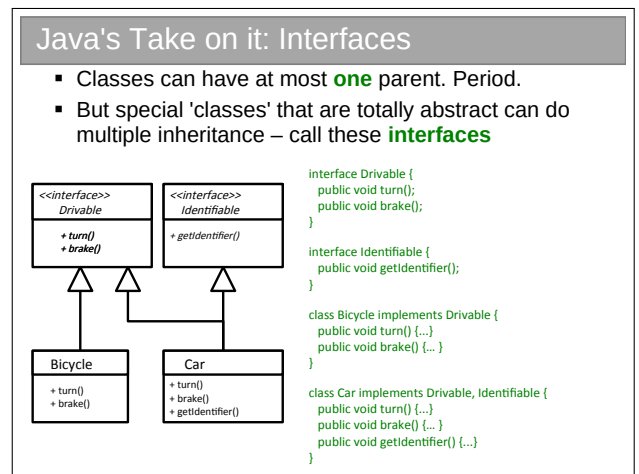 Java's Take on it: Interfaces
▪ Classes can have at most one parent. Period.
▪ But special 'classes' that are totally abstract can do
multiple inheritance – call these interfaces
<<interface>>
Drivable
+ turn()
+ brake()
<<interface>>
Identifiable
+ getIdentifier()
Bicycle
+ turn()
+ brake()
Car
+ turn()
+ brake()
+ getIdentifier()
interface Drivable {
public void turn();
public void brake();
}
interface Identifiable {
public void getIdentifier();
}
class Bicycle implements Drivable {
public void turn() {...}
public void brake() {... }
}
class Car implements Drivable, Identifiable {
public void turn() {...}
public void brake() {... }
public void getIdentifier() {...}
}